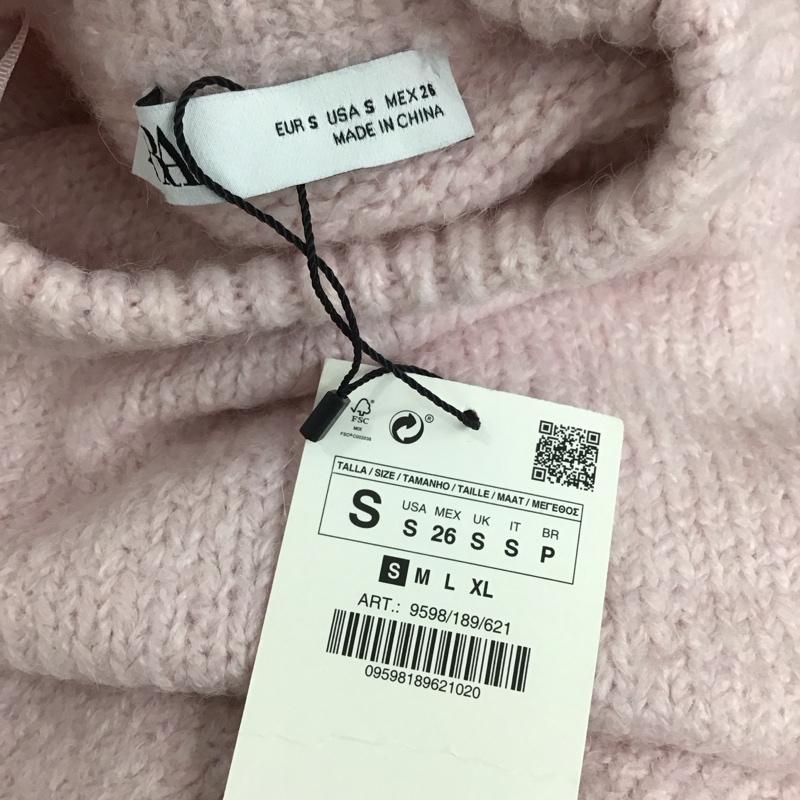 EUR S USA S MEX 26
MADE IN CHINA
FSC
MIX
TALLA / SIZE / TAMANHO / TAILLE / MAAT / ΜΕΓΕΘΟΣ
S
USA MEX UK IT BR
S 26 S S P
S M L XL
ART.: 9598/189/621
09598189621020